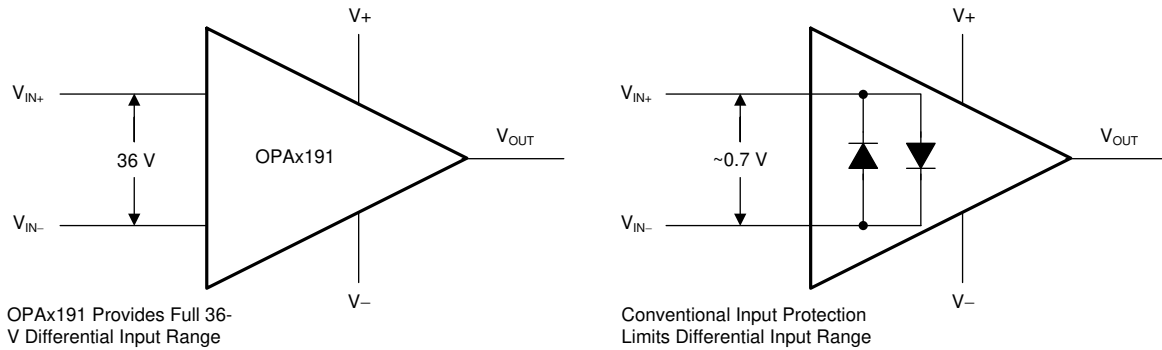 V+
VIN+
36 V
OPAx191
VOUT
VIN−
V−
OPAx191 Provides Full 36-
V Differential Input Range
V+
VIN+
~0.7 V
VOUT
VIN−
V−
Conventional Input Protection
Limits Differential Input Range